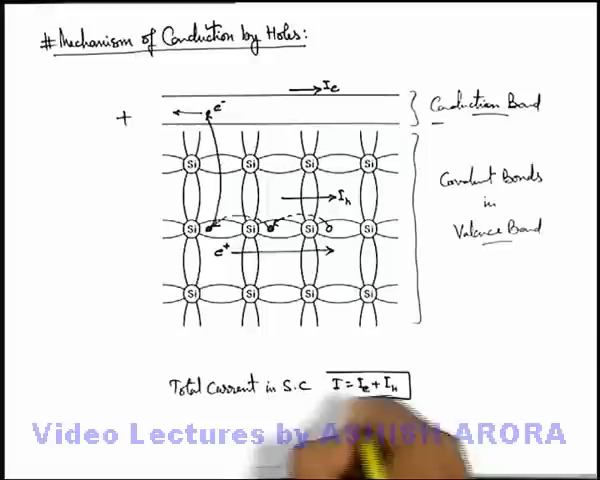 # Mechanism of Conduction by Holes:
→ Ie
e⁻
+
Conduction Band
Si Si Si Si
Covalent Bonds
in
Valence Band
Ih
Si Si Si Si
e⁺
Si Si Si Si
Total Current in S.C I = Ie + Ih
Video Lectures by ASHISH ARORA